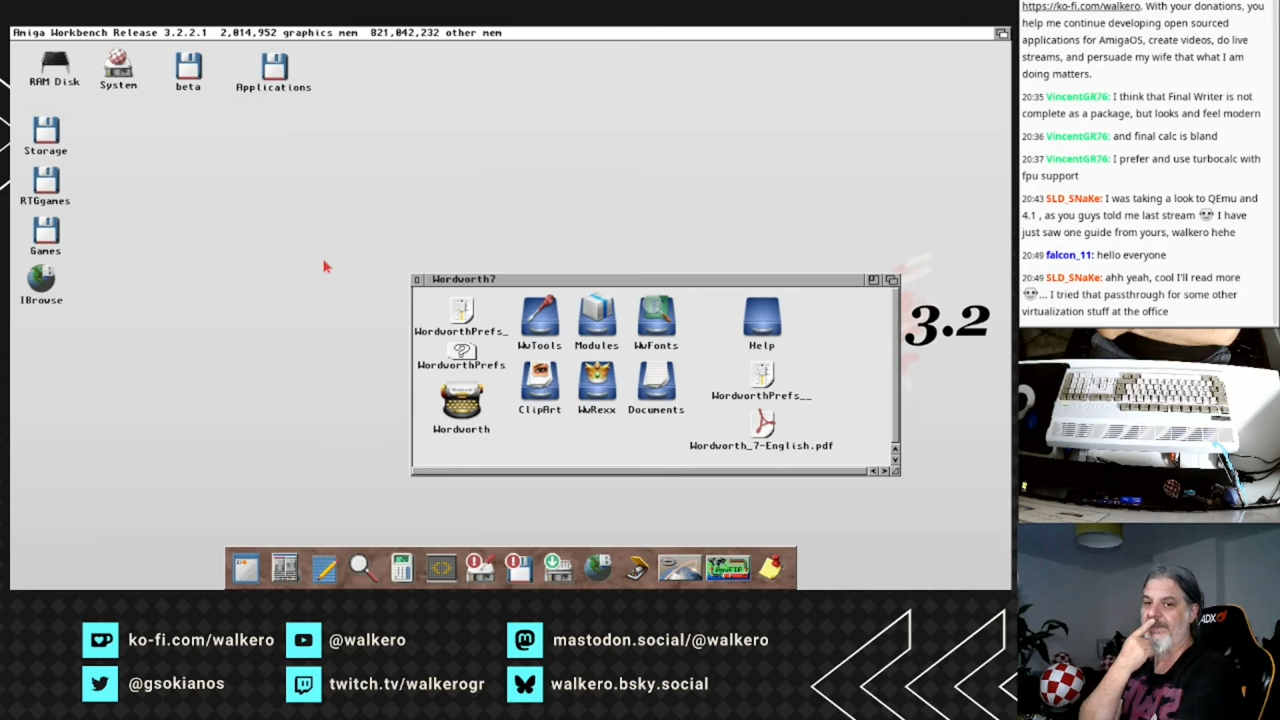 Amiga Workbench Release 3.2.2.1  2,014,952 graphics mem  821,042,232 other mem
RAM Disk
System
beta
Applications
Storage
RTGgames
Games
IBrowse
Wordworth7
WordworthPrefs_
WwTools
Modules
WwFonts
Help
WordworthPrefs
ClipArt
WwRexx
Documents
WordworthPrefs__
Wordworth
Wordworth_7-English.pdf
3.2
https://ko-fi.com/walkero. With your donations, you
help me continue developing open sourced
applications for AmigaOS, create videos, do live
streams, and persuade my wife that what I am
doing matters.
20:35 VincentGR76: I think that Final Writer is not
complete as a package, but looks and feel modern
20:36 VincentGR76: and final calc is bland
20:37 VincentGR76: I prefer and use turbocalc with
fpu support
20:43 SLD_SNaKe: I was taking a look to QEmu and
4.1 , as you guys told me last stream I have
just saw one guide from yours, walkero hehe
20:49 falcon_11: hello everyone
20:49 SLD_SNaKe: ahh yeah, cool I'll read more
... I tried that passthrough for some other
virtualization stuff at the office
ADX
ko-fi.com/walkero
@walkero
mastodon.social/@walkero
@gsokianos
twitch.tv/walkerogr
walkero.bsky.social